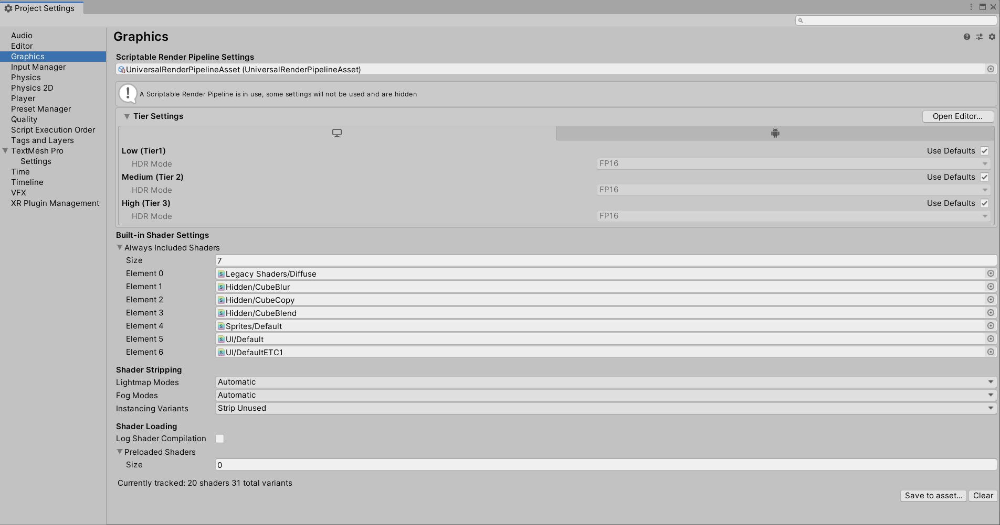 Project Settings
Audio
Editor
Graphics
Input Manager
Physics
Physics 2D
Player
Preset Manager
Quality
Script Execution Order
Tags and Layers
TextMesh Pro
Settings
Time
Timeline
VFX
XR Plugin Management
Graphics
Scriptable Render Pipeline Settings
UniversalRenderPipelineAsset (UniversalRenderPipelineAsset)
A Scriptable Render Pipeline is in use, some settings will not be used and are hidden
Tier Settings
Open Editor...
Low (Tier1)
Use Defaults
HDR Mode
FP16
Medium (Tier 2)
Use Defaults
HDR Mode
FP16
High (Tier 3)
Use Defaults
HDR Mode
FP16
Built-in Shader Settings
Always Included Shaders
Size
7
Element 0
Legacy Shaders/Diffuse
Element 1
Hidden/CubeBlur
Element 2
Hidden/CubeCopy
Element 3
Hidden/CubeBlend
Element 4
Sprites/Default
Element 5
UI/Default
Element 6
UI/DefaultETC1
Shader Stripping
Lightmap Modes
Automatic
Fog Modes
Automatic
Instancing Variants
Strip Unused
Shader Loading
Log Shader Compilation
Preloaded Shaders
Size
0
Currently tracked: 20 shaders 31 total variants
Save to asset...
Clear